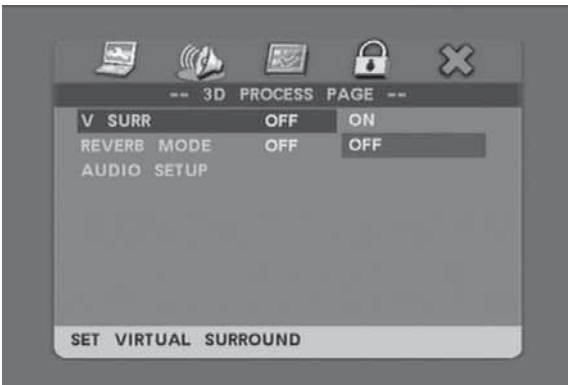 -- 3D PROCESS PAGE --
V SURR OFF ON
REVERB MODE OFF OFF
AUDIO SETUP
SET VIRTUAL SURROUND